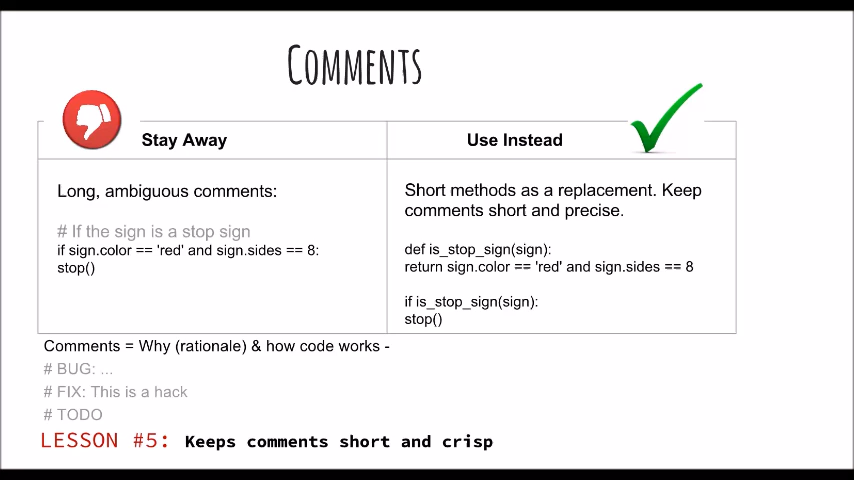 COMMENTS
Stay Away
Use Instead
Long, ambiguous comments:
# If the sign is a stop sign
if sign.color == 'red' and sign.sides == 8:
stop()
Short methods as a replacement. Keep
comments short and precise.
def is_stop_sign(sign):
return sign.color == 'red' and sign.sides == 8
if is_stop_sign(sign):
stop()
Comments = Why (rationale) & how code works -
# BUG: ...
# FIX: This is a hack
# TODO
LESSON #5: Keeps comments short and crisp